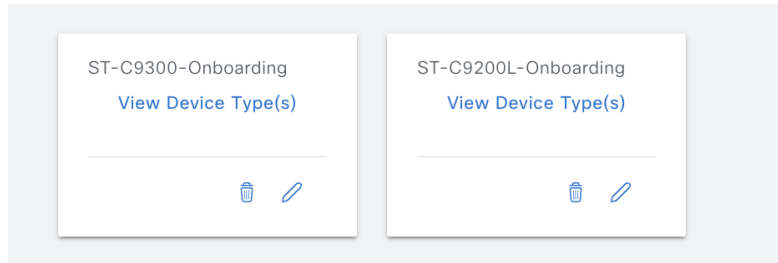 ST-C9300-Onboarding
View Device Type(s)
ST-C9200L-Onboarding
View Device Type(s)